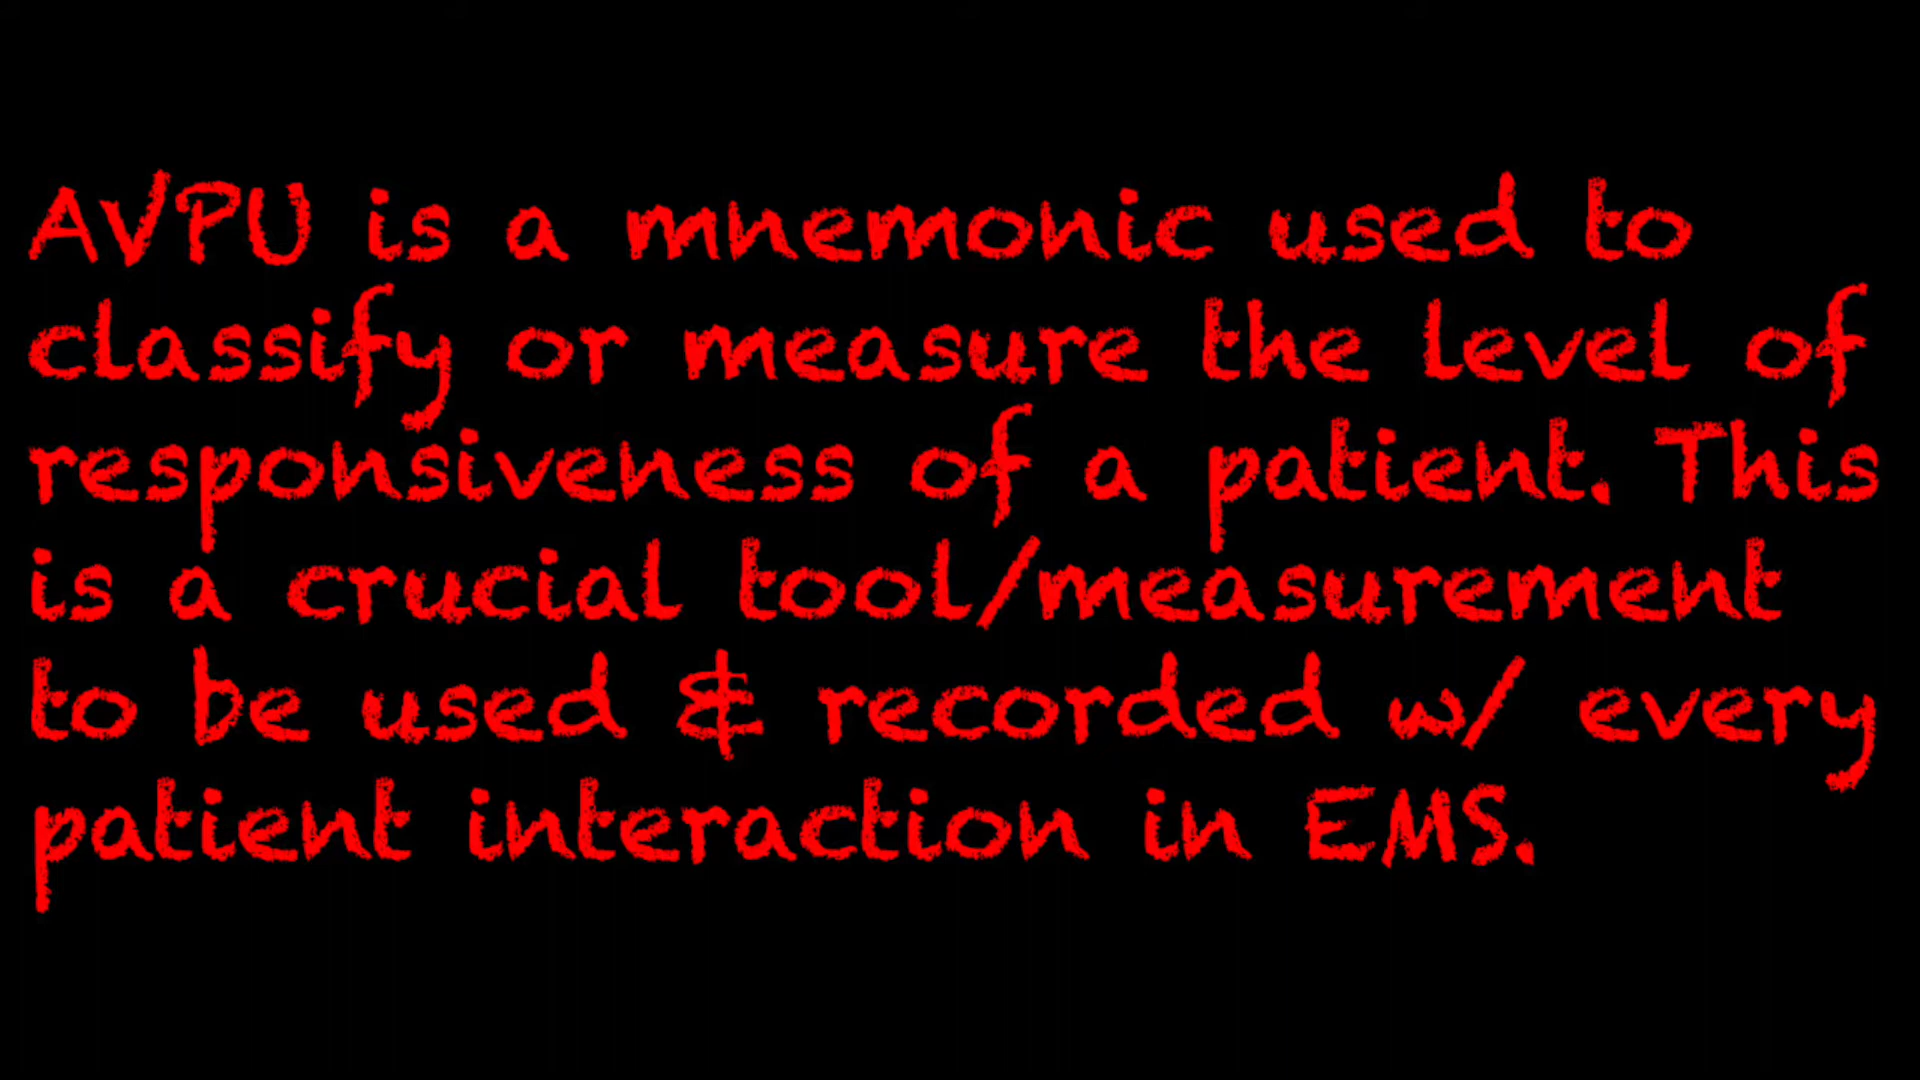 AVPU is a mnemonic used to
classify or measure the level of
responsiveness of a patient. This
is a crucial tool/measurement
to be used & recorded w/ every
patient interaction in EMS.